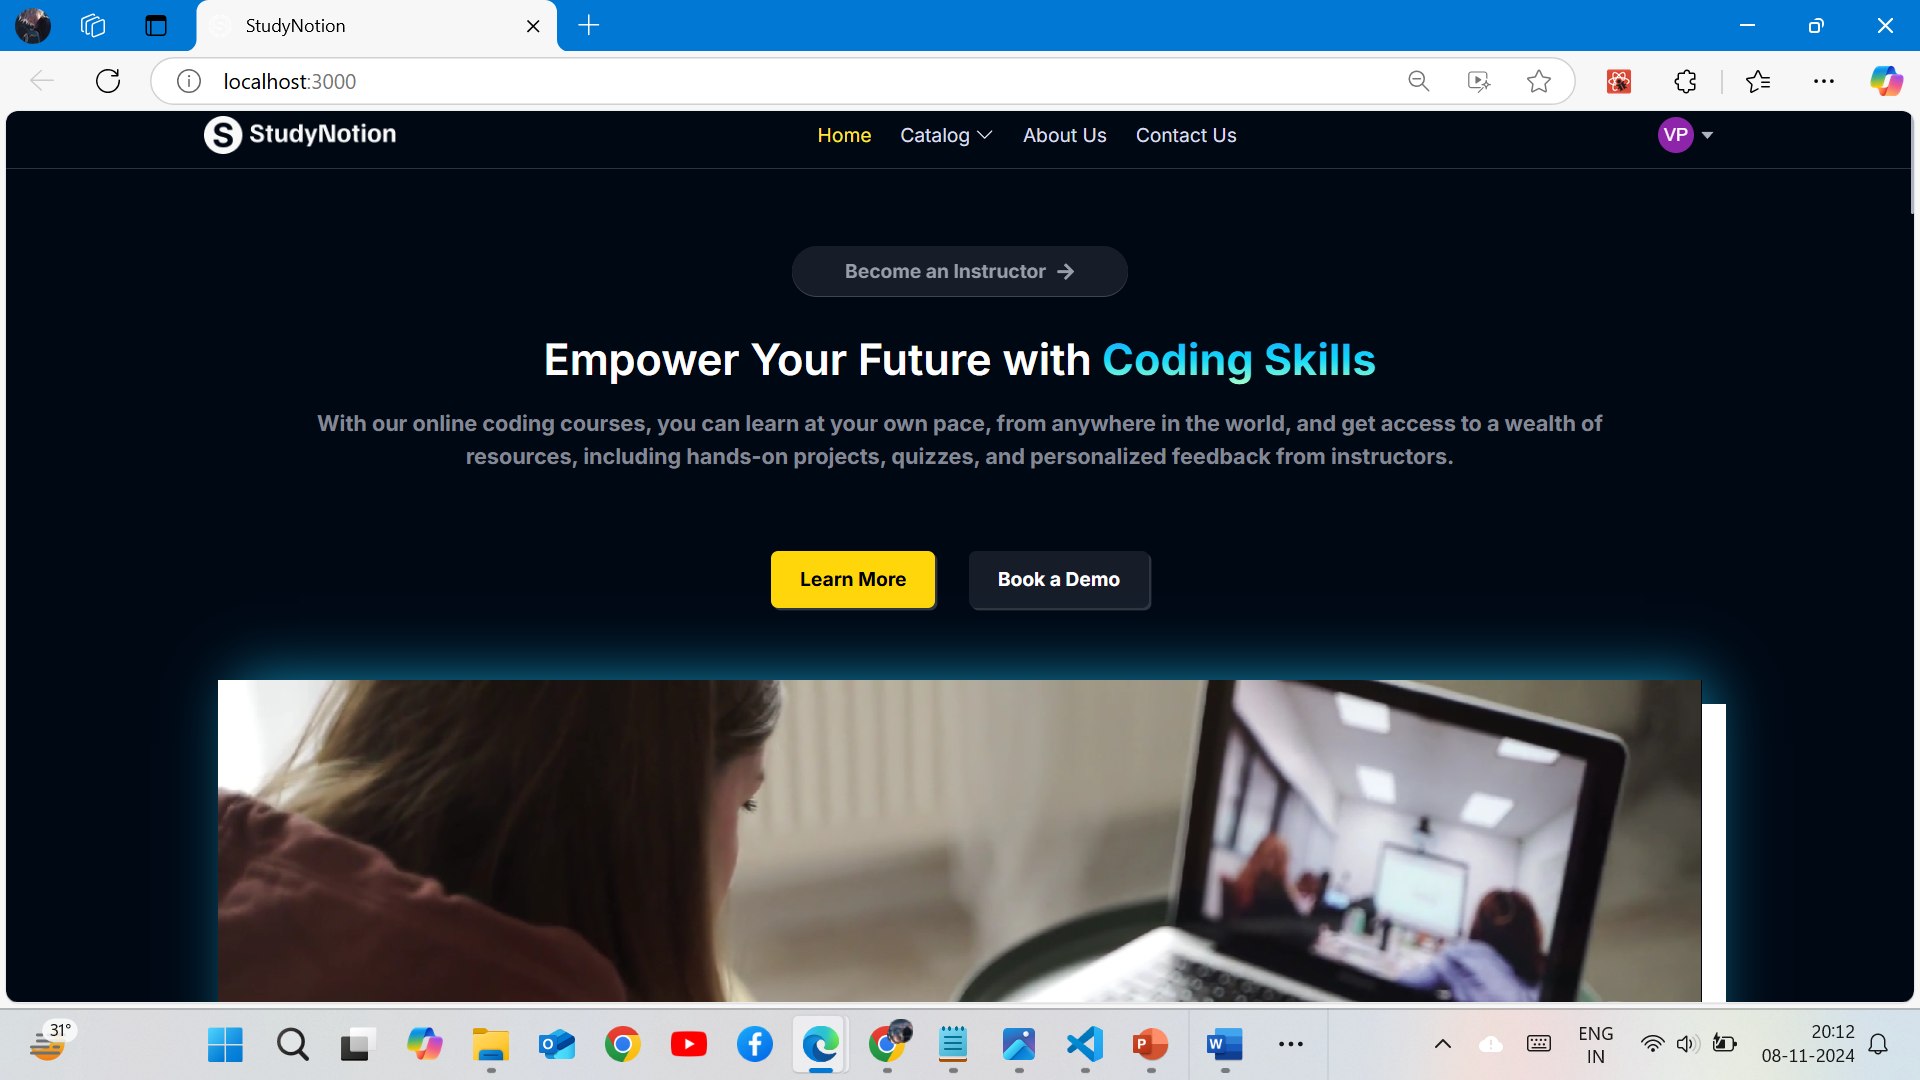 StudyNotion
localhost:3000
StudyNotion
Home
Catalog
About Us
Contact Us
VP
Become an Instructor
Empower Your Future with Coding Skills
With our online coding courses, you can learn at your own pace, from anywhere in the world, and get access to a wealth of
resources, including hands-on projects, quizzes, and personalized feedback from instructors.
Learn More
Book a Demo
31°
ENG
IN
20:12
08-11-2024